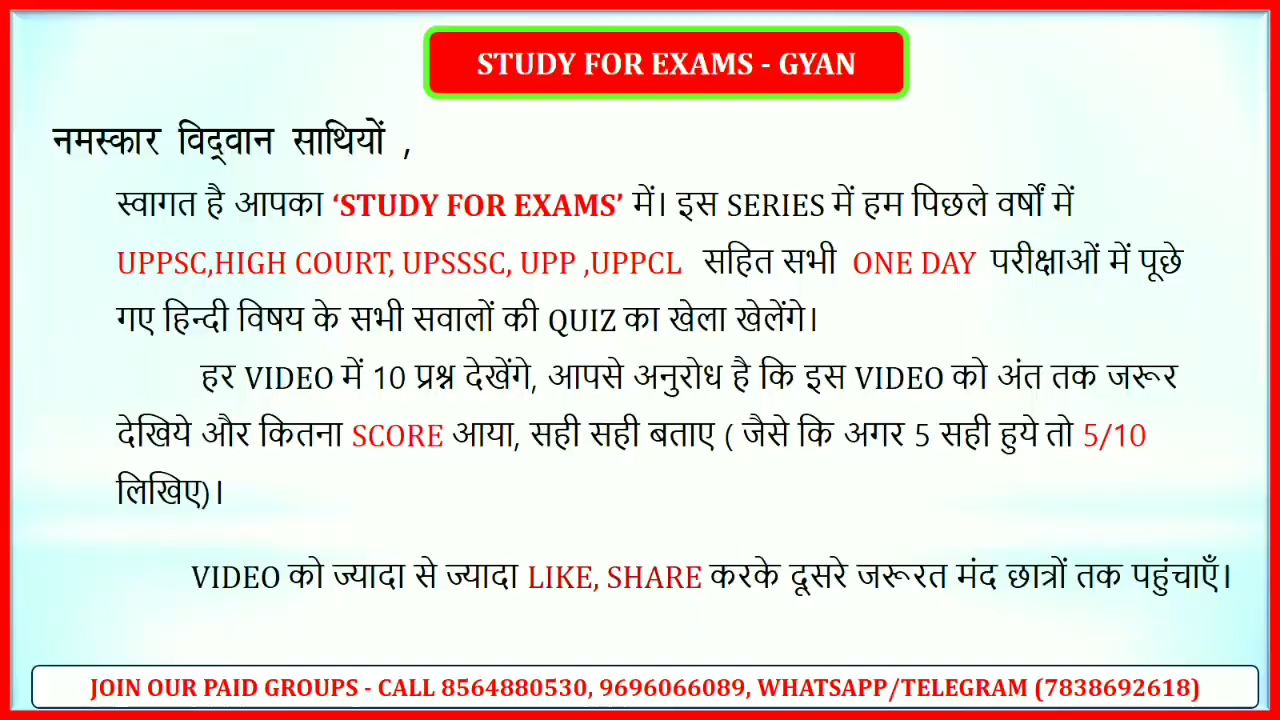 STUDY FOR EXAMS - GYAN
नमस्कार विद्वान साथियों ,
स्वागत है आपका ‘STUDY FOR EXAMS’ में। इस SERIES में हम पिछले वर्षों में
UPPSC,HIGH COURT, UPSSSC, UPP ,UPPCL सहित सभी ONE DAY परीक्षाओं में पूछे
गए हिन्दी विषय के सभी सवालों की QUIZ का खेला खेलेंगे।
हर VIDEO में 10 प्रश्न देखेंगे, आपसे अनुरोध है कि इस VIDEO को अंत तक जरूर
देखिये और कितना SCORE आया, सही सही बताए ( जैसे कि अगर 5 सही हुये तो 5/10
लिखिए)।
VIDEO को ज्यादा से ज्यादा LIKE, SHARE करके दूसरे जरूरत मंद छात्रों तक पहुंचाएँ।
JOIN OUR PAID GROUPS - CALL 8564880530, 9696066089, WHATSAPP/TELEGRAM (7838692618)